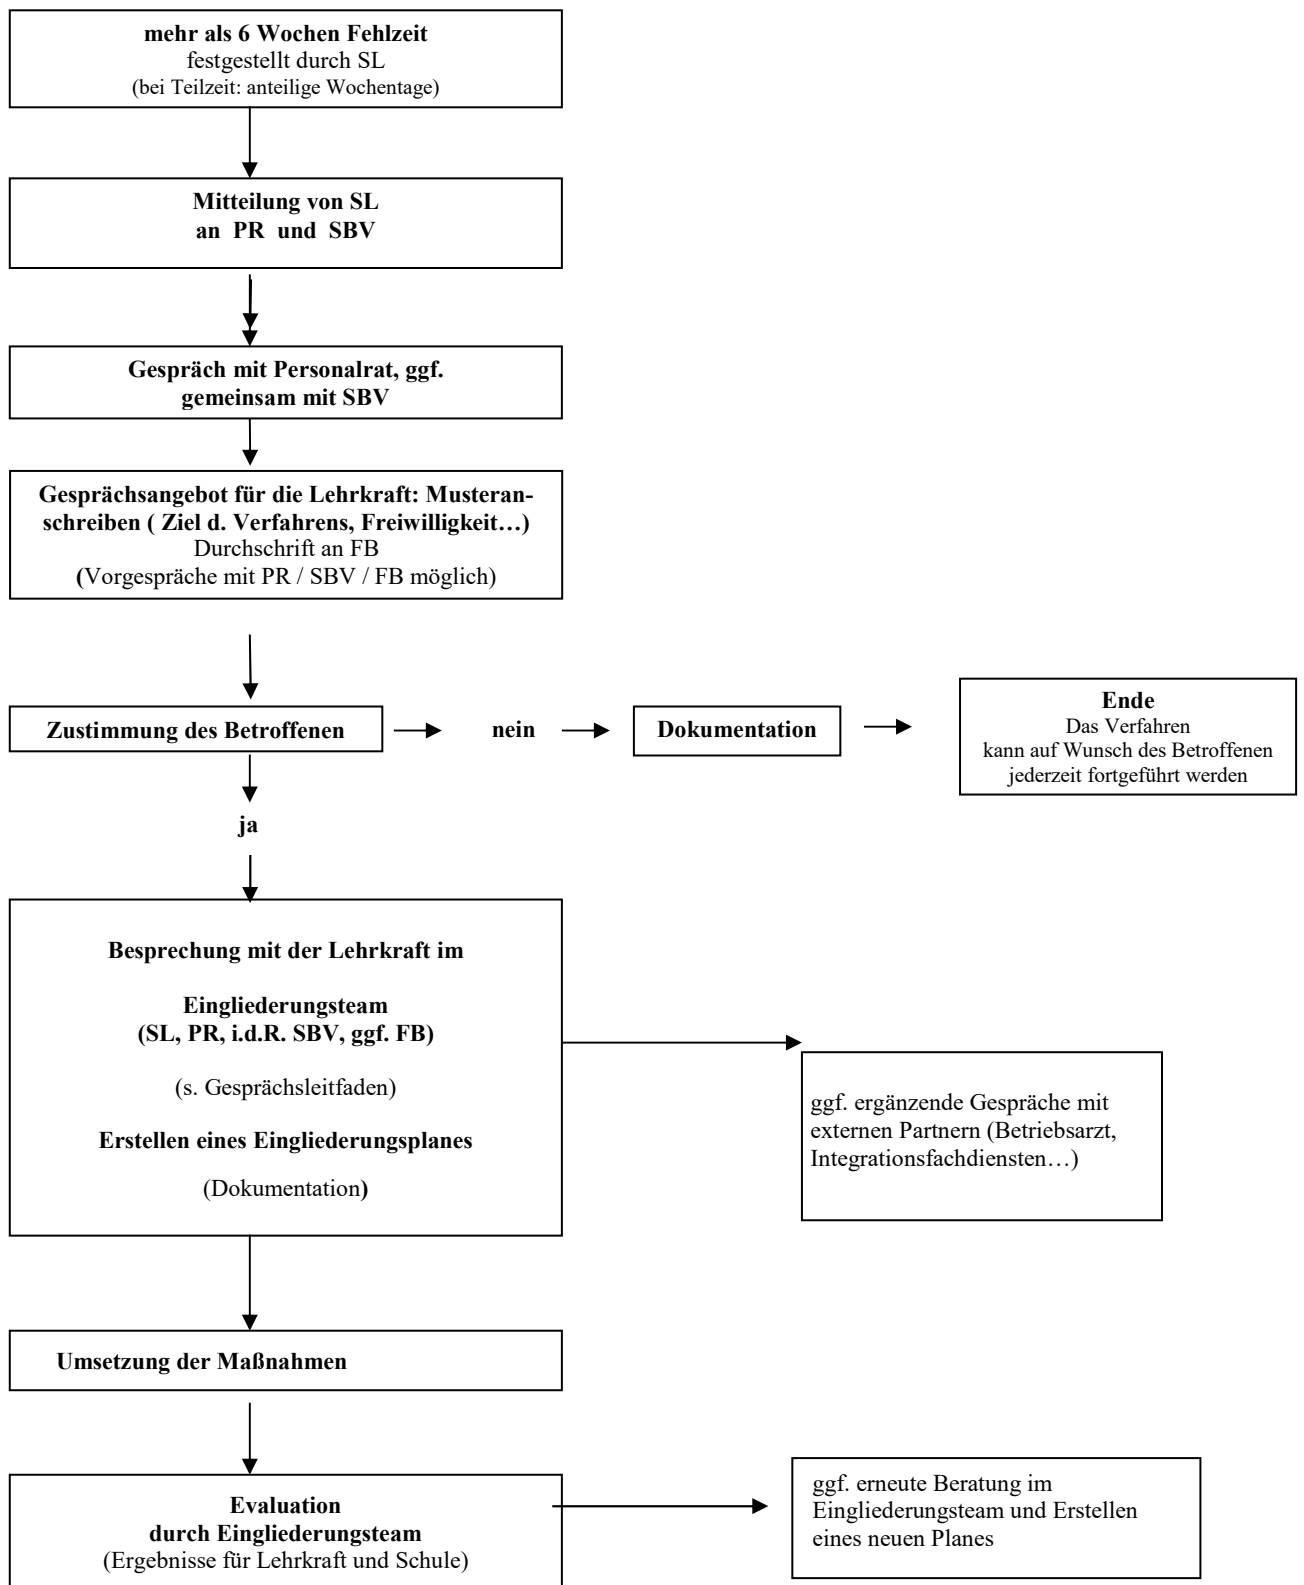 mehr als 6 Wochen Fehlzeit
festgestellt durch SL
(bei Teilzeit: anteilige Wochentage)
Mitteilung von SL
an PR und SBV
Gespräch mit Personalrat, ggf.
gemeinsam mit SBV
Gesprächsangebot für die Lehrkraft: Musteran-
schreiben ( Ziel d. Verfahrens, Freiwilligkeit…)
Durchschrift an FB
(Vorgespräche mit PR / SBV / FB möglich)
Zustimmung des Betroffenen
nein
Dokumentation
Ende
Das Verfahren
kann auf Wunsch des Betroffenen
jederzeit fortgeführt werden
ja
Besprechung mit der Lehrkraft im
Eingliederungsteam
(SL, PR, i.d.R. SBV, ggf. FB)
(s. Gesprächsleitfaden)
Erstellen eines Eingliederungsplanes
(Dokumentation)
ggf. ergänzende Gespräche mit
externen Partnern (Betriebsarzt,
Integrationsfachdiensten…)
Umsetzung der Maßnahmen
Evaluation
durch Eingliederungsteam
(Ergebnisse für Lehrkraft und Schule)
ggf. erneute Beratung im
Eingliederungsteam und Erstellen
eines neuen Planes